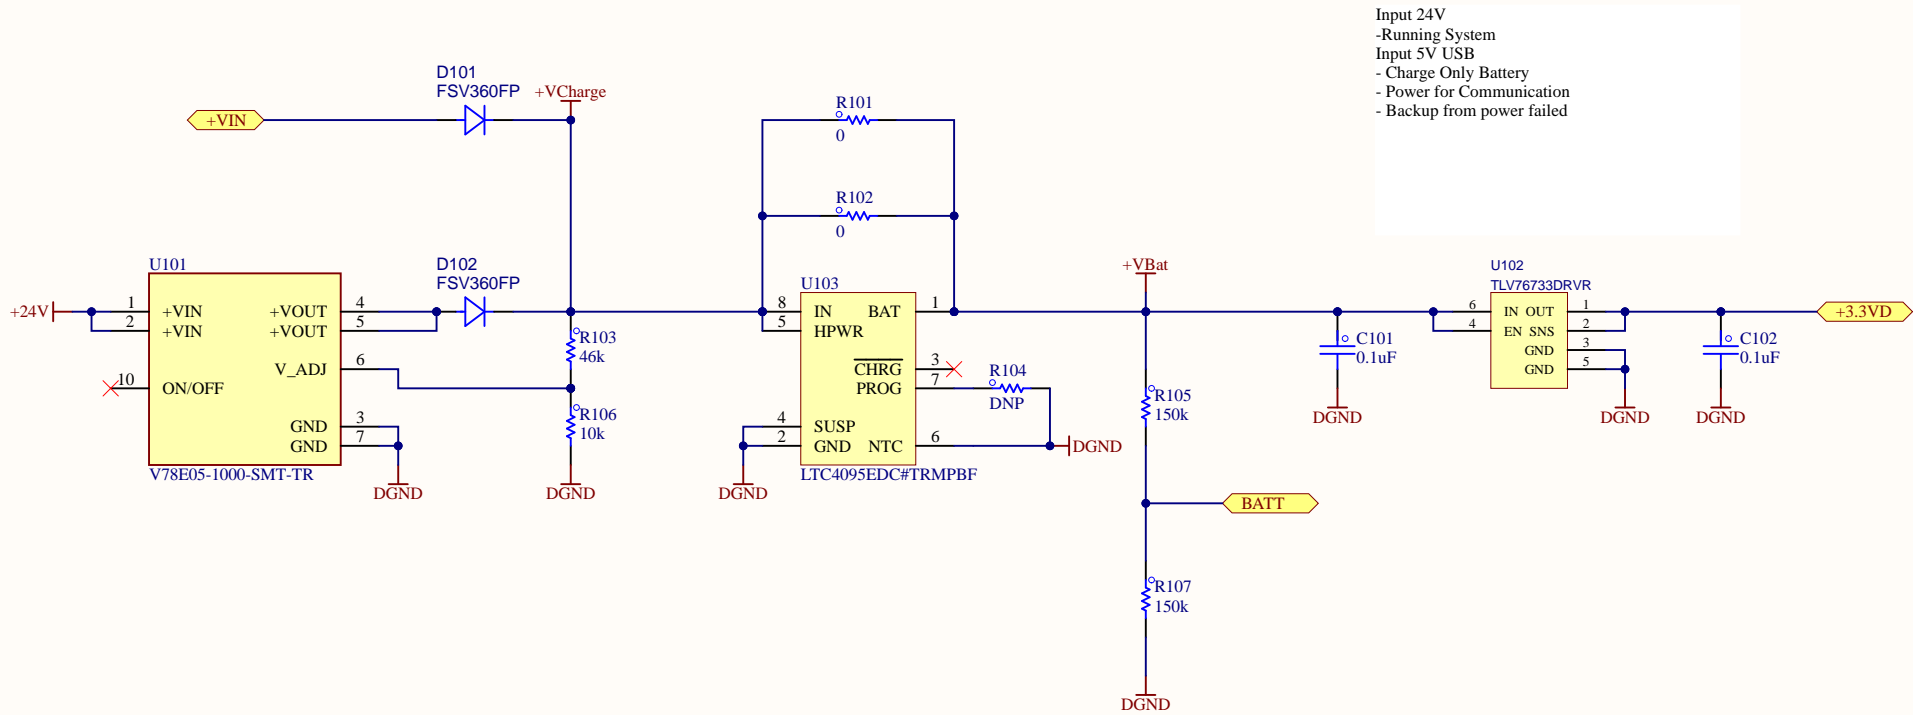 Input 24V
-Running System
Input 5V USB
- Charge Only Battery
- Power for Communication
- Backup from power failed
D101
FSV360FP
+VCharge
+VIN
R101
0
R102
0
U101
D102
FSV360FP
+24V
1
+VIN
2
+VIN
+VOUT
4
+VOUT
5
V_ADJ
6
10
ON/OFF
GND
3
GND
7
V78E05-1000-SMT-TR
DGND
R103
46k
R106
10k
DGND
U103
8
IN
BAT
1
5
HPWR
CHRG
3
PROG
7
4
SUSP
2
GND
NTC
6
LTC4095EDC#TRMPBF
DGND
R104
DNP
DGND
+VBat
R105
150k
BATT
R107
150k
DGND
C101
0.1uF
DGND
U102
TLV76733DRVR
6
IN
OUT
1
4
EN
SNS
2
GND
3
GND
5
DGND
C102
0.1uF
DGND
+3.3VD